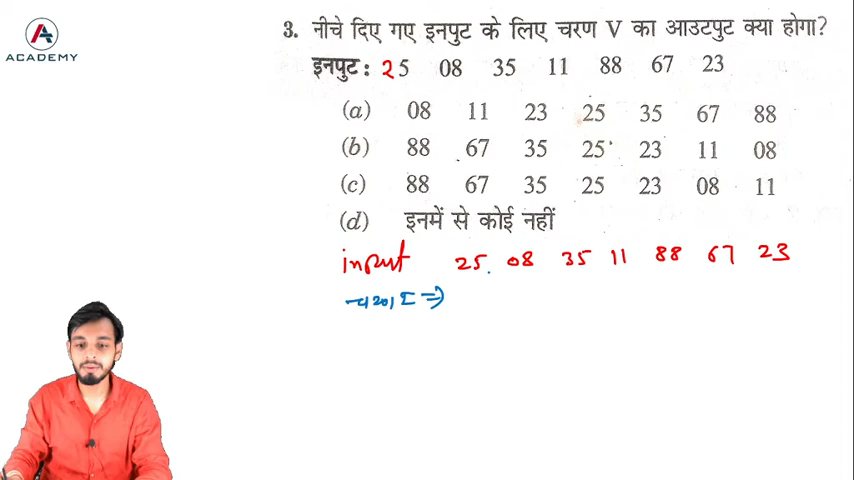 ACADEMY
3. नीचे दिए गए इनपुट के लिए चरण V का आउटपुट क्या होगा?
इनपुट : 25 08 35 11 88 67 23
(a) 08 11 23 25 35 67 88
(b) 88 67 35 25 23 11 08
(c) 88 67 35 25 23 08 11
(d) इनमें से कोई नहीं
input 25 08 35 11 88 67 23
चरण I ⇒